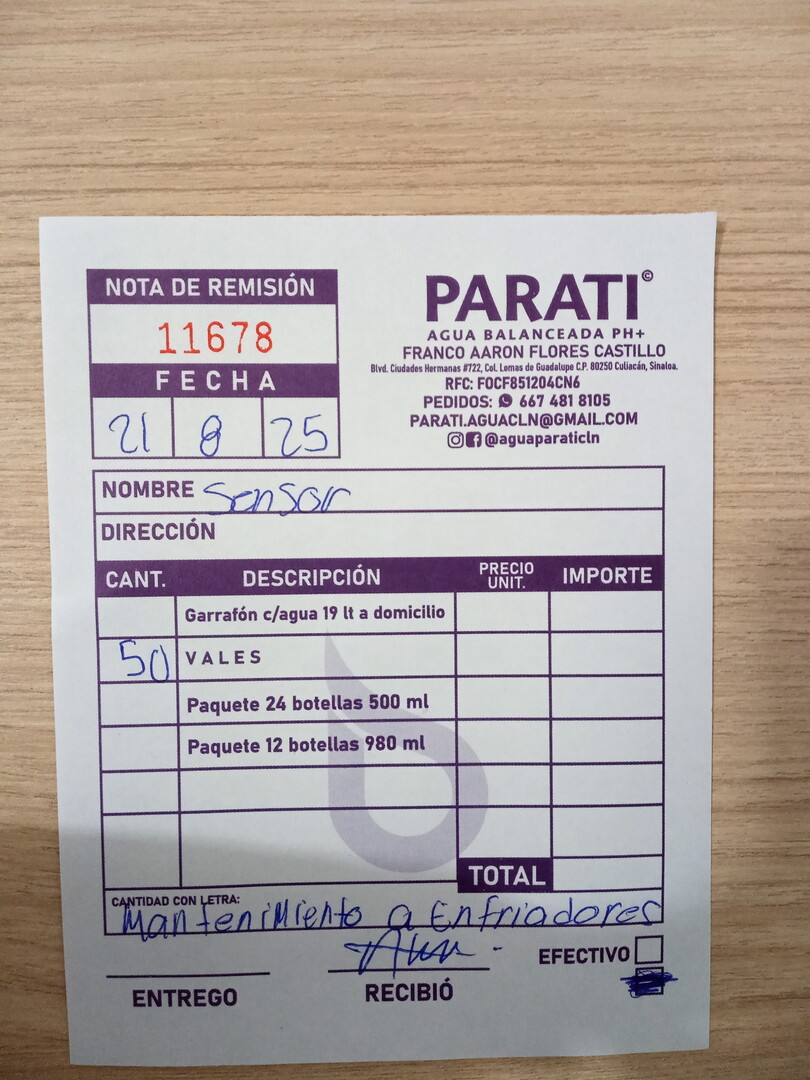 NOTA DE REMISIÓN
11678
FECHA
21 8 25
PARATI©
AGUA BALANCEADA PH+
FRANCO AARON FLORES CASTILLO
Blvd. Ciudades Hermanas #722, Col. Lomas de Guadalupe C.P. 80250 Culiacán, Sinaloa.
RFC: FOCF851204CN6
PEDIDOS: 667 481 8105
PARATI.AGUACLN@GMAIL.COM
@aguaparaticln
NOMBRE Sensar
DIRECCIÓN
CANT. DESCRIPCIÓN PRECIO UNIT. IMPORTE
Garrafón c/agua 19 lt a domicilio
50 VALES
Paquete 24 botellas 500 ml
Paquete 12 botellas 980 ml
TOTAL
CANTIDAD CON LETRA:
Mantenimiento a Enfriadores
EFECTIVO
ENTREGO RECIBIÓ